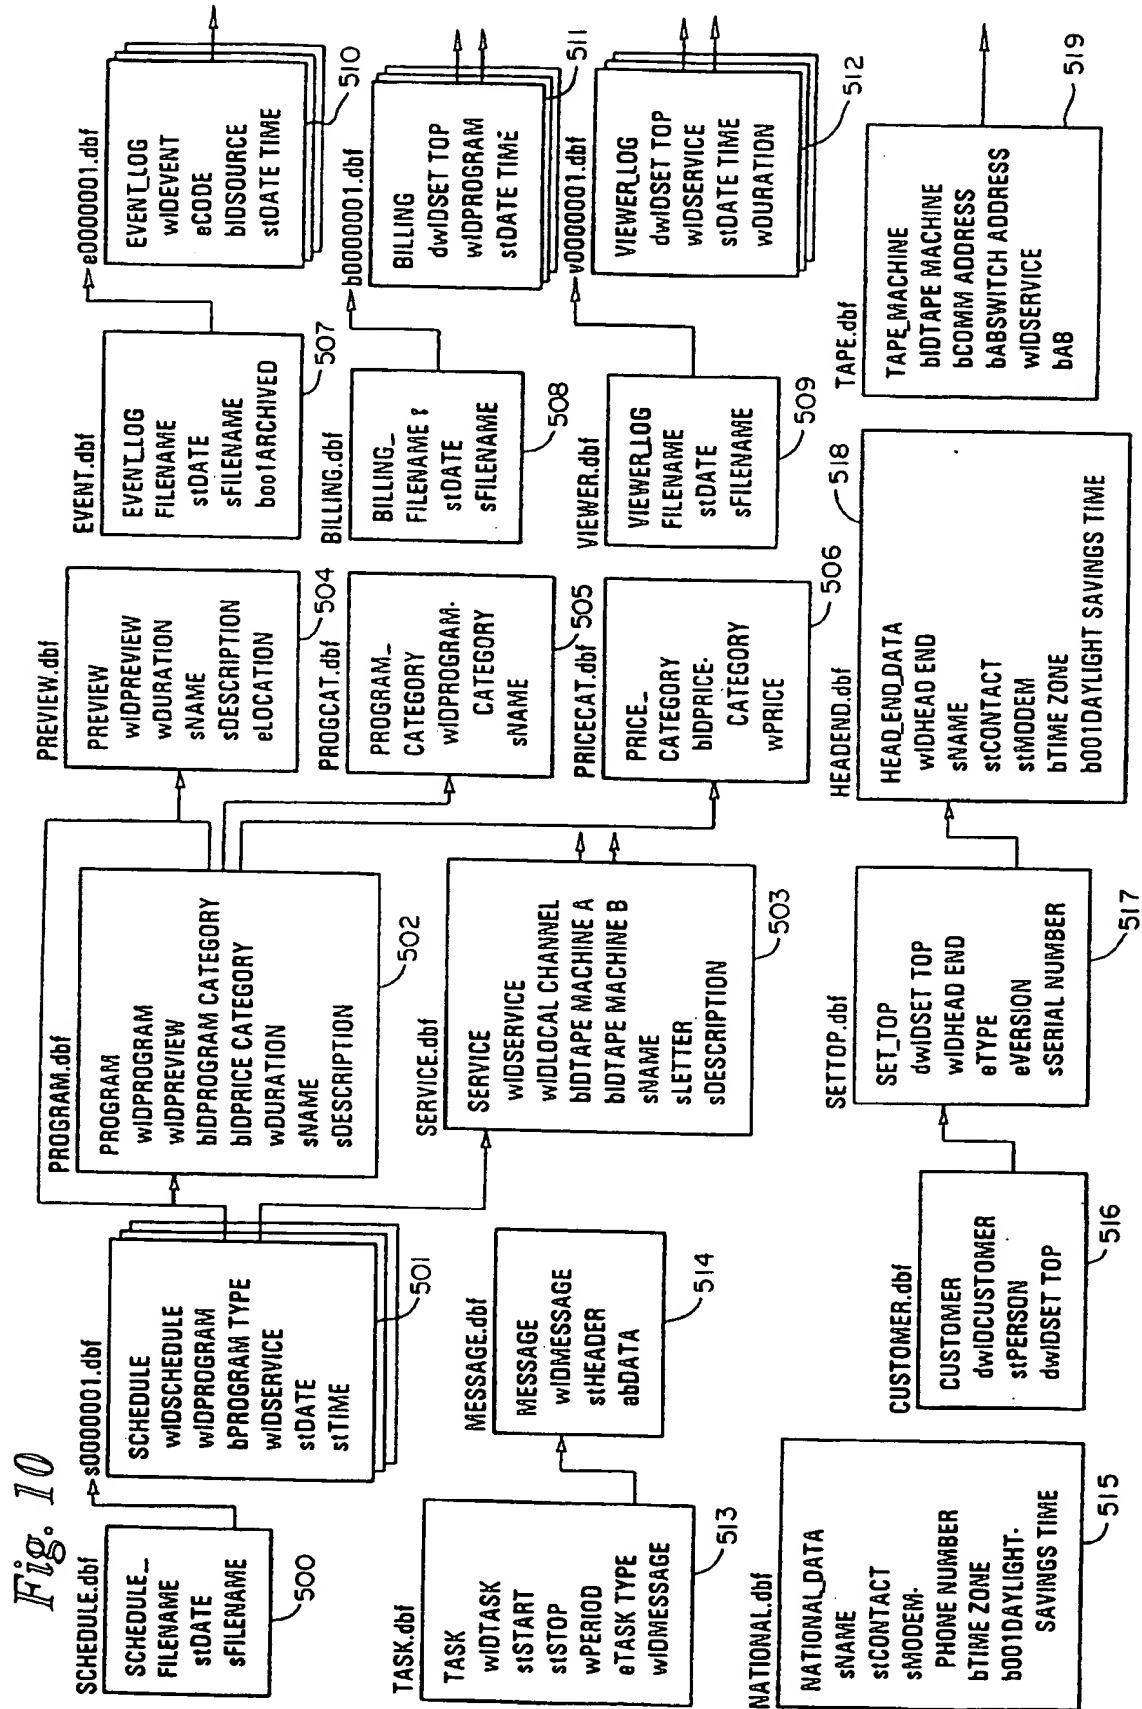 Fig. 10
SCHEDULE.dbf
SCHEDULE_
FILENAME
stDATE
sFILENAME
500
s0000001.dbf
SCHEDULE
wIDSCHEDULE
wIDPROGRAM
bPROGRAM TYPE
wIDSERVICE
stDATE
stTIME
501
PROGRAM.dbf
PROGRAM
wIDPROGRAM
wIDPREVIEW
bIDPROGRAM CATEGORY
bIDPRICE CATEGORY
wDURATION
sNAME
sDESCRIPTION
502
PREVIEW.dbf
PREVIEW
wIDPREVIEW
wDURATION
sNAME
sDESCRIPTION
eLOCATION
504
EVENT.dbf
EVENT_LOG
FILENAME
stDATE
sFILENAME
boo1ARCHIVED
507
e0000001.dbf
EVENT_LOG
wIDEVENT
eCODE
bIDSOURCE
stDATE TIME
510
PROGCAT.dbf
PROGRAM_
CATEGORY
wIDPROGRAM-
CATEGORY
sNAME
505
BILLING.dbf
BILLING_
FILENAME
stDATE
sFILENAME
508
b0000001.dbf
BILLING
dwIDSET TOP
wIDPROGRAM
stDATE TIME
511
TASK.dbf
TASK
wIDTASK
stSTART
stSTOP
wPERIOD
eTASK TYPE
wIDMESSAGE
513
MESSAGE.dbf
MESSAGE
wIDMESSAGE
stHEADER
abDATA
514
SERVICE.dbf
SERVICE
wIDSERVICE
wIDLOCAL CHANNEL
bIDTAPE MACHINE A
bIDTAPE MACHINE B
sNAME
sLETTER
sDESCRIPTION
503
PRICECAT.dbf
PRICE_
CATEGORY
bIDPRICE-
CATEGORY
wPRICE
506
VIEWER.dbf
VIEWER_LOG
FILENAME
stDATE
sFILENAME
509
v0000001.dbf
VIEWER_LOG
dwIDSET TOP
wIDSERVICE
stDATE TIME
wDURATION
512
NATIONAL.dbf
NATIONAL_DATA
sNAME
stCONTACT
sMODEM-
PHONE NUMBER
bTIME ZONE
b001DAYLIGHT-
SAVINGS TIME
515
CUSTOMER.dbf
CUSTOMER
dwIDCUSTOMER
stPERSON
dwIDSET TOP
516
SETTOP.dbf
SET_TOP
dwIDSET TOP
wIDHEAD END
eTYPE
eVERSION
sSERIAL NUMBER
517
HEADEND.dbf
HEAD_END_DATA
wIDHEAD END
sNAME
stCONTACT
stMODEM
bTIME ZONE
b001DAYLIGHT SAVINGS TIME
518
TAPE.dbf
TAPE_MACHINE
bIDTAPE MACHINE
bCOMM ADDRESS
bABSWITCH ADDRESS
wIDSERVICE
bAB
519